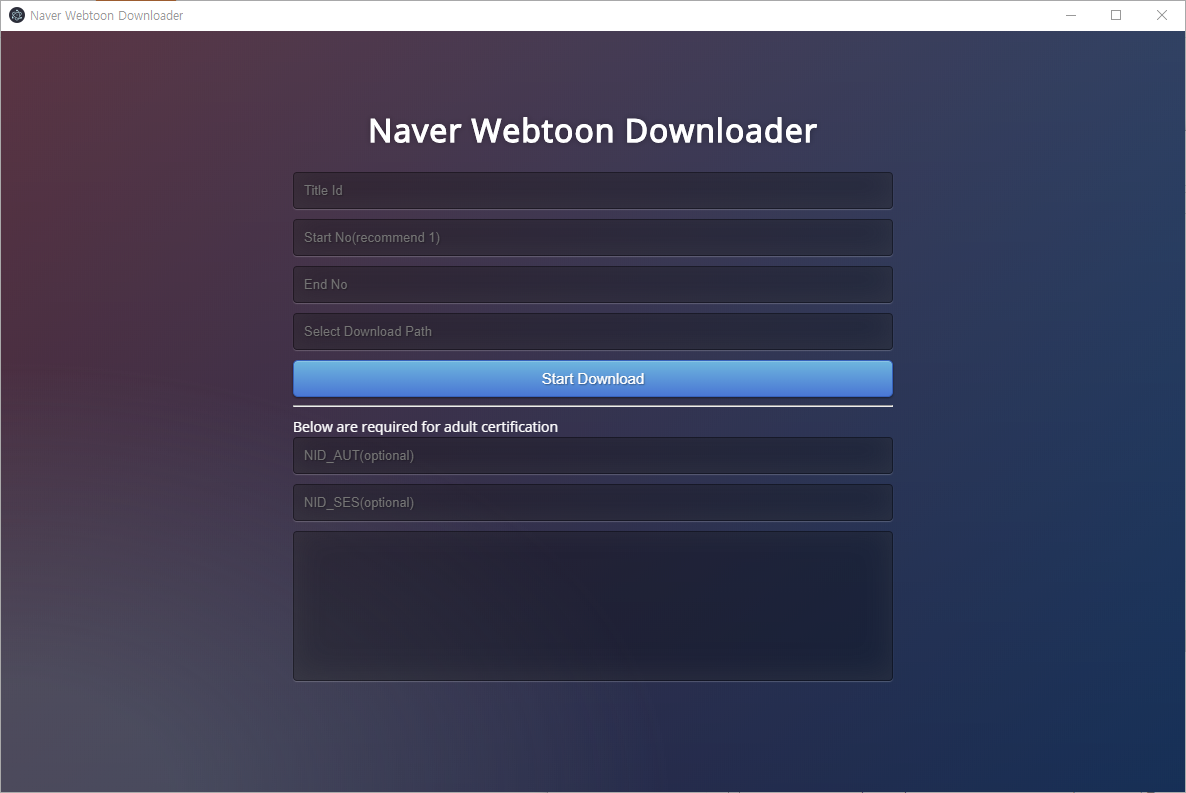 Naver Webtoon Downloader
Naver Webtoon Downloader
Title Id
Start No(recommend 1)
End No
Select Download Path
Start Download
Below are required for adult certification
NID_AUT(optional)
NID_SES(optional)